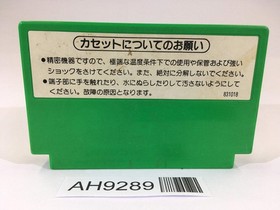 カセットについてのお願い
●精密機器ですので、極端な温度条件下での使用や保管および強い
ショックをさけてください。また、絶対に分解しないでください。
●端子部に手を触れたり、水にぬらしたりして汚さないようにして
ください。故障の原因となります。
831018
AH9289